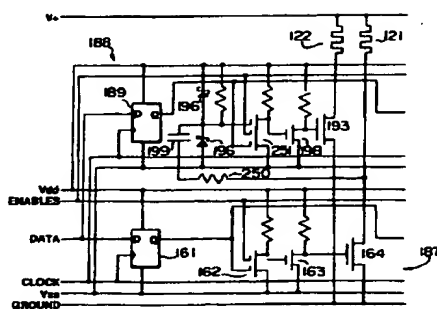 V+
188
122
121
189
D
Q
196
193
199
196
251
198
250
Vdd
ENABLES
DATA
D
Q
161
164
187
CLOCK
162
163
Vss
GROUND